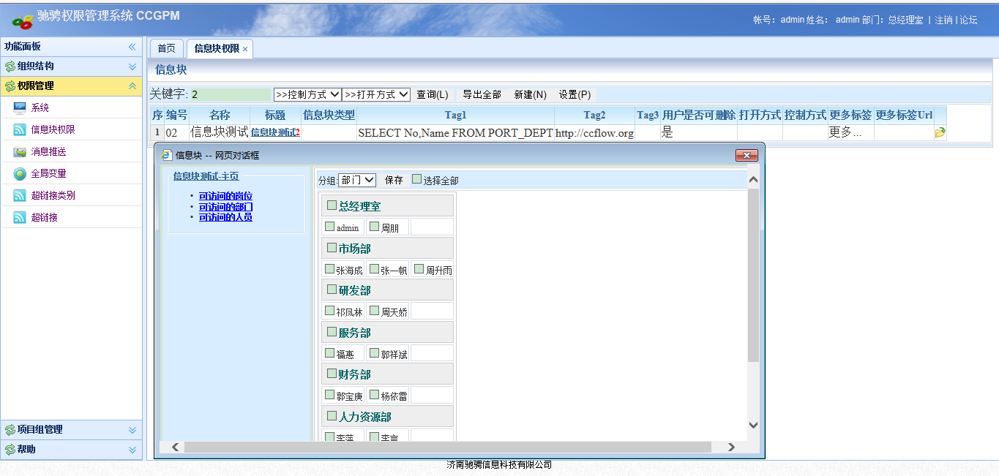 驰骋权限管理系统 CCGPM
帐号: admin 姓名: admin 部门: 总经理室 | 注销 | 论坛
功能面板
组织结构
权限管理
系统
信息块权限
消息推送
全局变量
超链接类别
超链接
项目组管理
帮助
首页 信息块权限 ×
信息块
关键字: 2 >>控制方式 >>打开方式 查询(L) 导出全部 新建(N) 设置(P)
序 编号 名称 标题 信息块类型 Tag1 Tag2 Tag3 用户是否可删除 打开方式 控制方式 更多标签 更多标签Url
1 02 信息块测试 信息块测试2 SELECT No,Name FROM PORT_DEPT http://ccflow.org 是 更多...
信息块 -- 网页对话框
信息块测试-主页
• 可访问的岗位
• 可访问的部门
• 可访问的人员
分组: 部门 保存 选择全部
总经理室
admin 周朋
市场部
张海成 张一帆 周升雨
研发部
祁凤林 周天娇
服务部
福惠 郭祥斌
财务部
郭宝庚 杨依雷
人力资源部
李萍 李言
济南驰骋信息科技有限公司